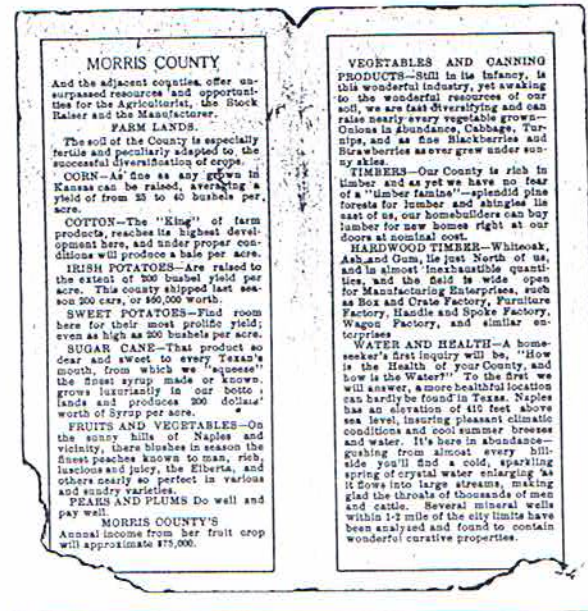 MORRIS COUNTY
And the adjacent counties, offer un-
surpassed resources and opportuni-
ties for the Agriculturist, the Stock
Raiser and the Manufacturer.
FARM LANDS.
The soil of the County is especially
fertile and peculiarly adapted to the
successful diversification of crops.
CORN—As fine as any grown in
Kansas can be raised, averaging a
yield of from 25 to 40 bushels per
acre.
COTTON—The "King" of farm
products, reaches its highest devel-
opment here, and under proper con-
ditions will produce a bale per acre.
IRISH POTATOES—Are raised to
the extent of 200 bushel yield per
acre. This county shipped last sea-
son 200 cars, or $60,000 worth.
SWEET POTATOES—Find room
here for their most prolific yield;
even as high as 200 bushels per acre.
SUGAR CANE—That product so
dear and sweet to every Texan's
mouth, from which we "squeeze"
the finest syrup made or known,
grows luxuriantly in our botto
lands and produces 200 dollars'
worth of Syrup per acre.
FRUITS AND VEGETABLES—On
the sunny hills of Naples and
vicinity, there blushes in season the
finest peaches known to man, rich,
luscious and juicy, the Elberta, and
others nearly so perfect in various
and sundry varieties.
PEARS AND PLUMS Do well and
pay well.
MORRIS COUNTY'S
Annual income from her fruit crop
will approximate $75,000.
VEGETABLES AND CANNING
PRODUCTS—Still in its infancy, is
this wonderful industry, yet awaking
to the wonderful resources of our
soil, we are fast diversifying and can
raise nearly every vegetable grown—
Onions in Abundance, Cabbage, Tur-
nips, and as fine Blackberries and
Strawberries as ever grew under sun-
ny skies.
TIMBERS—Our County is rich in
timber and as yet we have no fear
of a "timber famine"—splendid pine
forests for lumber and shingles lie
east of us, our homebuilders can buy
lumber for new homes right at our
doors at nominal cost.
HARDWOOD TIMBER—Whiteoak,
Ash and Gum, lie just North of us,
and in almost inexhaustible quanti-
ties, and the field is wide open
for Manufacturing Enterprises, such
as Box and Crate Factory, Furniture
Factory, Handle and Spoke Factory,
Wagon Factory, and similar en-
terprises
WATER AND HEALTH—A home-
seeker's first inquiry will be, "How
is the Health of your County, and
how is the Water?" To the first we
will answer, a more healthful location
can hardly be found in Texas. Naples
has an elevation of 410 feet above
sea level, insuring pleasant climatic
conditions and cool summer breezes
and water. It's here in abundance—
gushing from almost every hill-
side you'll find a cold, sparkling
spring of crystal water enlarging as
it flows into large streams, making
glad the throats of thousands of men
and cattle. Several mineral wells
within 1-2 mile of the city limits have
been analyzed and found to contain
wonderful curative properties.